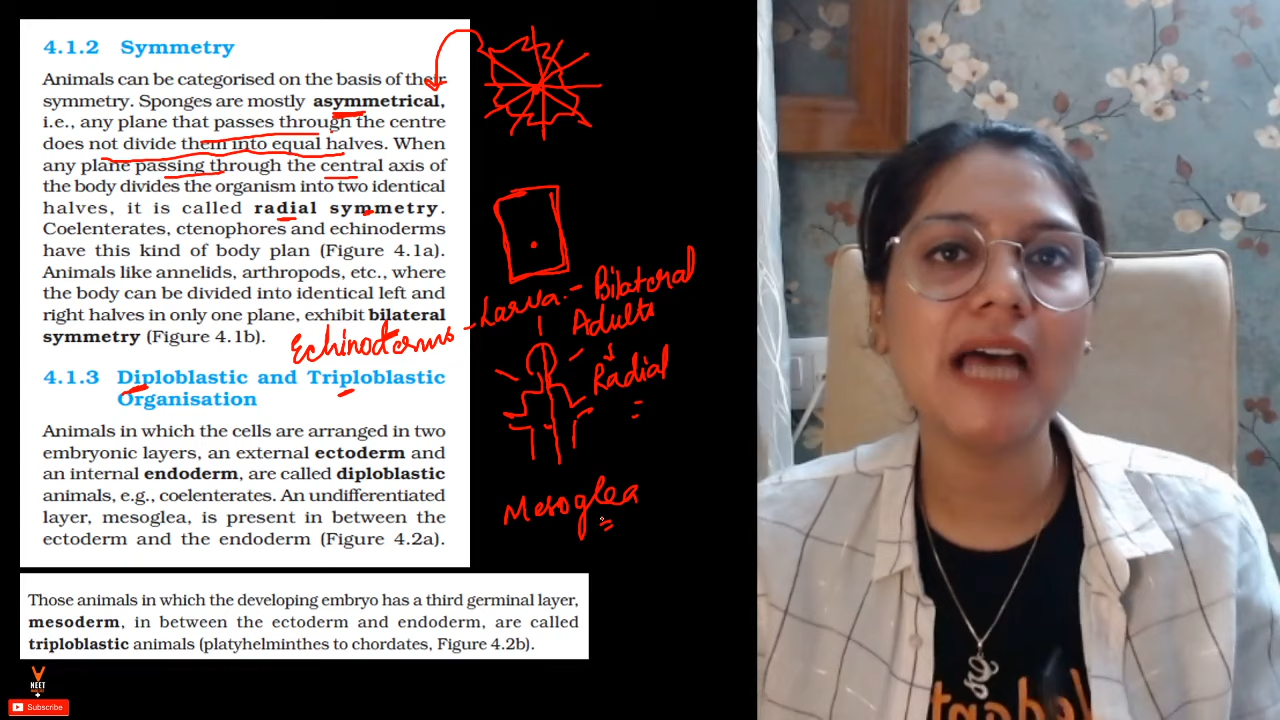 4.1.2 Symmetry
Animals can be categorised on the basis of their
symmetry. Sponges are mostly asymmetrical,
i.e., any plane that passes through the centre
does not divide them into equal halves. When
any plane passing through the central axis of
the body divides the organism into two identical
halves, it is called radial symmetry.
Coelenterates, ctenophores and echinoderms
have this kind of body plan (Figure 4.1a).
Animals like annelids, arthropods, etc., where
the body can be divided into identical left and
right halves in only one plane, exhibit bilateral
symmetry (Figure 4.1b).
Echinoderms - Larva. - Bilateral
Adults
Radial
4.1.3 Diploblastic and Triploblastic
Organisation
Animals in which the cells are arranged in two
embryonic layers, an external ectoderm and
an internal endoderm, are called diploblastic
animals, e.g., coelenterates. An undifferentiated
layer, mesoglea, is present in between the
ectoderm and the endoderm (Figure 4.2a).
Mesoglea
Those animals in which the developing embryo has a third germinal layer,
mesoderm, in between the ectoderm and endoderm, are called
triploblastic animals (platyhelminthes to chordates, Figure 4.2b).
NEET
Subscribe